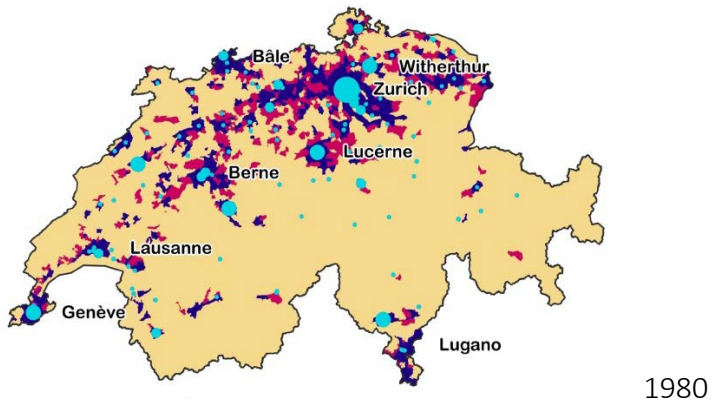 Bâle
Witherthur
Zurich
Lucerne
Berne
Lausanne
Genève
Lugano
1980